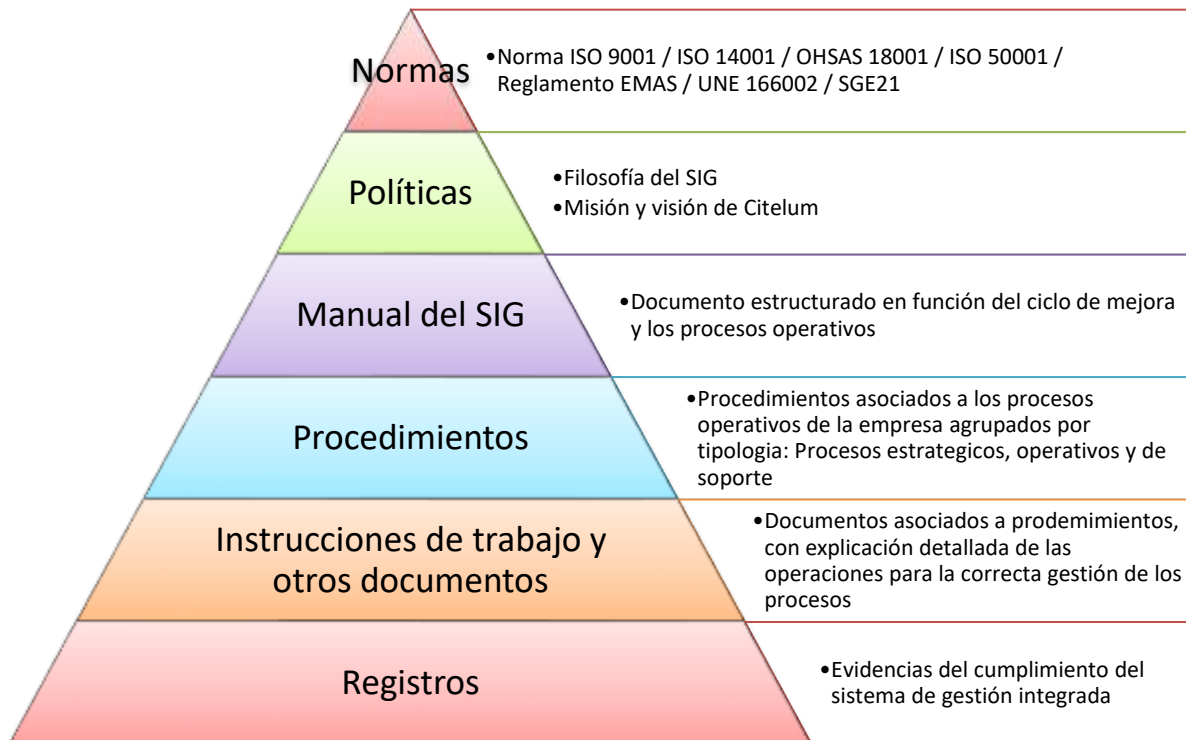 Normas
•Norma ISO 9001 / ISO 14001 / OHSAS 18001 / ISO 50001 /
Reglamento EMAS / UNE 166002 / SGE21
Políticas
•Filosofía del SIG
•Misión y visión de Citelum
Manual del SIG
•Documento estructurado en función del ciclo de mejora
y los procesos operativos
Procedimientos
•Procedimientos asociados a los procesos
operativos de la empresa agrupados por
tipologia: Procesos estrategicos, operativos y de
soporte
Instrucciones de trabajo y
otros documentos
•Documentos asociados a prodemimientos,
con explicación detallada de las
operaciones para la correcta gestión de los
procesos
Registros
•Evidencias del cumplimiento del
sistema de gestión integrada